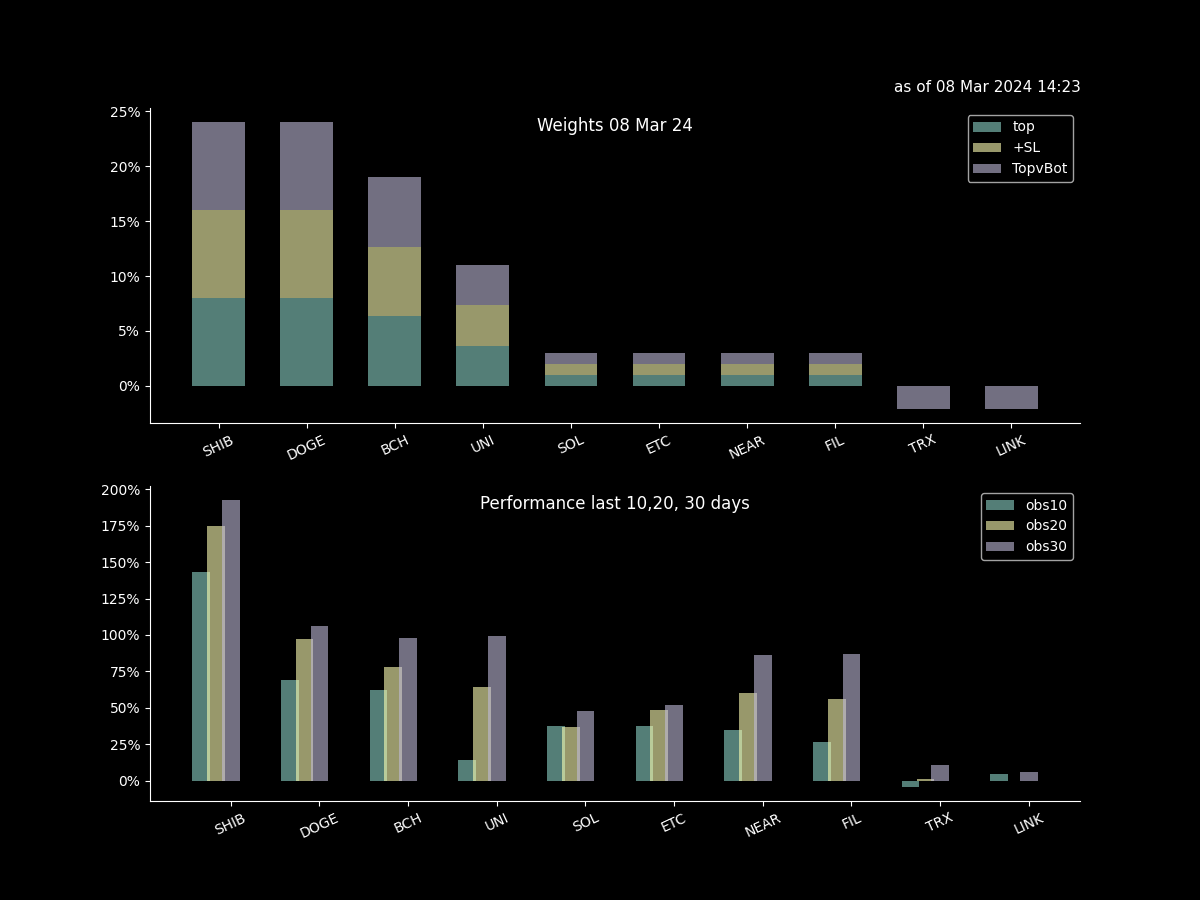 as of 08 Mar 2024 14:23
Weights 08 Mar 24
top
+SL
TopvBot
25%
20%
15%
10%
5%
0%
SHIB DOGE BCH UNI SOL ETC NEAR FIL TRX LINK
Performance last 10,20, 30 days
obs10
obs20
obs30
200%
175%
150%
125%
100%
75%
50%
25%
0%
SHIB DOGE BCH UNI SOL ETC NEAR FIL TRX LINK